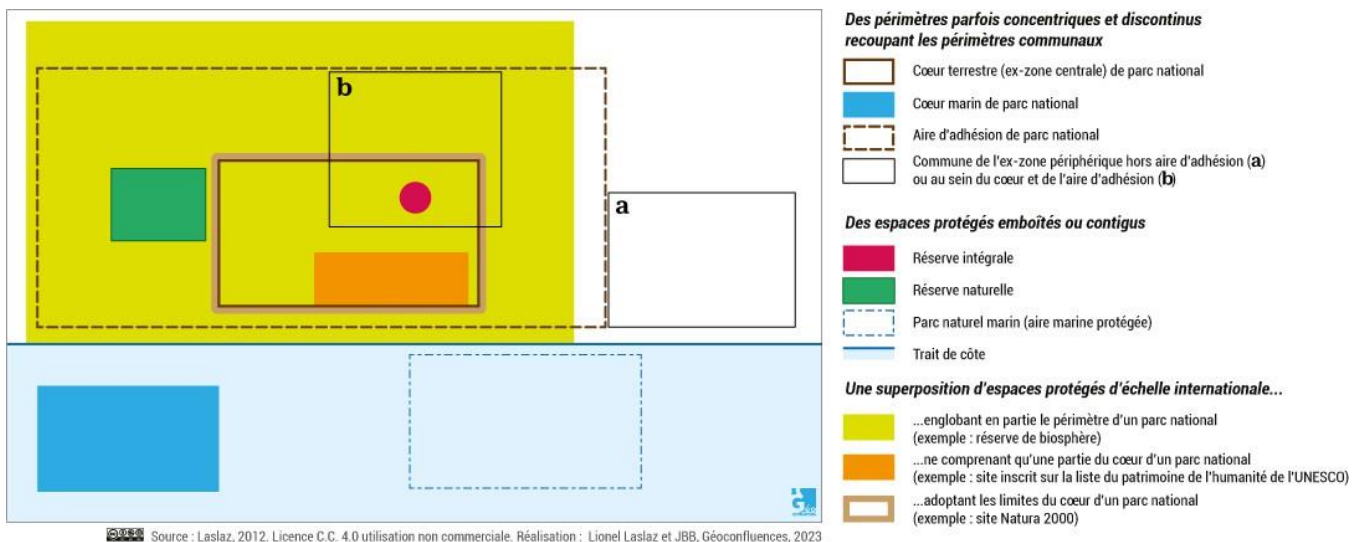 b
a
Des périmètres parfois concentriques et discontinus
recoupant les périmètres communaux
Cœur terrestre (ex-zone centrale) de parc national
Cœur marin de parc national
Aire d'adhésion de parc national
Commune de l'ex-zone périphérique hors aire d'adhésion (a)
ou au sein du cœur et de l'aire d'adhésion (b)
Des espaces protégés emboîtés ou contigus
Réserve intégrale
Réserve naturelle
Parc naturel marin (aire marine protégée)
Trait de côte
Une superposition d'espaces protégés d'échelle internationale...
...englobant en partie le périmètre d'un parc national
(exemple : réserve de biosphère)
...ne comprenant qu'une partie du cœur d'un parc national
(exemple : site inscrit sur la liste du patrimoine de l'humanité de l'UNESCO)
...adoptant les limites du cœur d'un parc national
(exemple : site Natura 2000)
Source : Laslaz, 2012. Licence C.C. 4.0 utilisation non commerciale. Réalisation : Lionel Laslaz et JBB, Géoconfluences, 2023